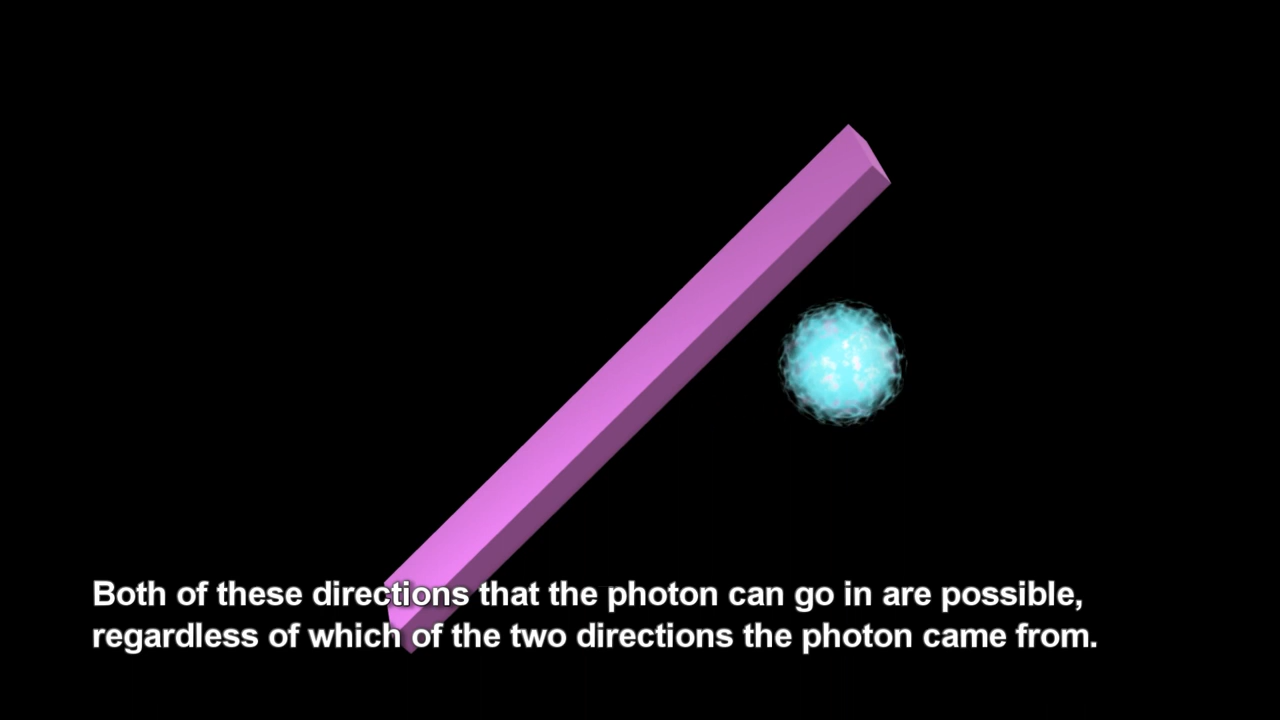 Both of these directions that the photon can go in are possible,
regardless of which of the two directions the photon came from.